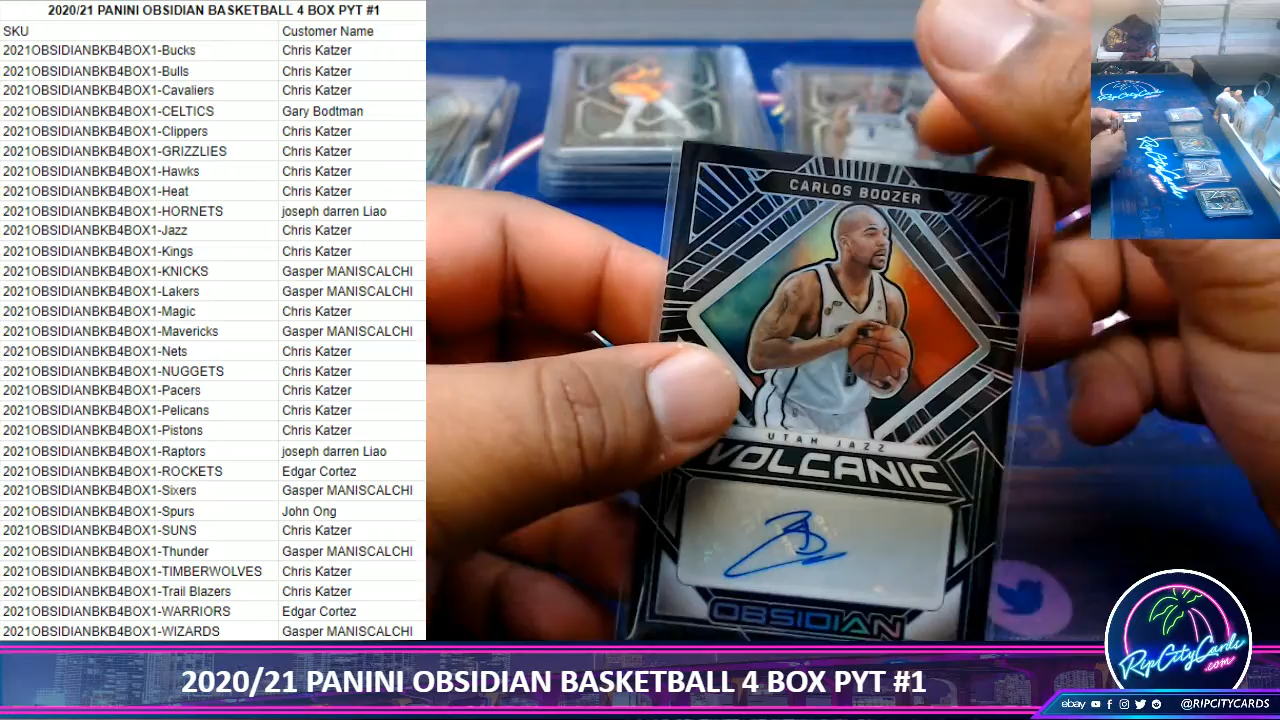 2020/21 PANINI OBSIDIAN BASKETBALL 4 BOX PYT #1
SKU Customer Name
2021OBSIDIANBKB4BOX1-Bucks Chris Katzer
2021OBSIDIANBKB4BOX1-Bulls Chris Katzer
2021OBSIDIANBKB4BOX1-Cavaliers Chris Katzer
2021OBSIDIANBKB4BOX1-CELTICS Gary Bodtman
2021OBSIDIANBKB4BOX1-Clippers Chris Katzer
2021OBSIDIANBKB4BOX1-GRIZZLIES Chris Katzer
2021OBSIDIANBKB4BOX1-Hawks Chris Katzer
2021OBSIDIANBKB4BOX1-Heat Chris Katzer
2021OBSIDIANBKB4BOX1-HORNETS joseph darren Liao
2021OBSIDIANBKB4BOX1-Jazz Chris Katzer
2021OBSIDIANBKB4BOX1-Kings Chris Katzer
2021OBSIDIANBKB4BOX1-KNICKS Gasper MANISCALCHI
2021OBSIDIANBKB4BOX1-Lakers Gasper MANISCALCHI
2021OBSIDIANBKB4BOX1-Magic Chris Katzer
2021OBSIDIANBKB4BOX1-Mavericks Gasper MANISCALCHI
2021OBSIDIANBKB4BOX1-Nets Chris Katzer
2021OBSIDIANBKB4BOX1-NUGGETS Chris Katzer
2021OBSIDIANBKB4BOX1-Pacers Chris Katzer
2021OBSIDIANBKB4BOX1-Pelicans Chris Katzer
2021OBSIDIANBKB4BOX1-Pistons Chris Katzer
2021OBSIDIANBKB4BOX1-Raptors joseph darren Liao
2021OBSIDIANBKB4BOX1-ROCKETS Edgar Cortez
2021OBSIDIANBKB4BOX1-Sixers Gasper MANISCALCHI
2021OBSIDIANBKB4BOX1-Spurs John Ong
2021OBSIDIANBKB4BOX1-SUNS Chris Katzer
2021OBSIDIANBKB4BOX1-Thunder Gasper MANISCALCHI
2021OBSIDIANBKB4BOX1-TIMBERWOLVES Chris Katzer
2021OBSIDIANBKB4BOX1-Trail Blazers Chris Katzer
2021OBSIDIANBKB4BOX1-WARRIORS Edgar Cortez
2021OBSIDIANBKB4BOX1-WIZARDS Gasper MANISCALCHI
CARLOS BOOZER
UTAH JAZZ
VOLCANIC
OBSIDIAN
RipCityCards
RipCityCards
RipCityCards
.com
2020/21 PANINI OBSIDIAN BASKETBALL 4 BOX PYT #1
ebay @RIPCITYCARDS